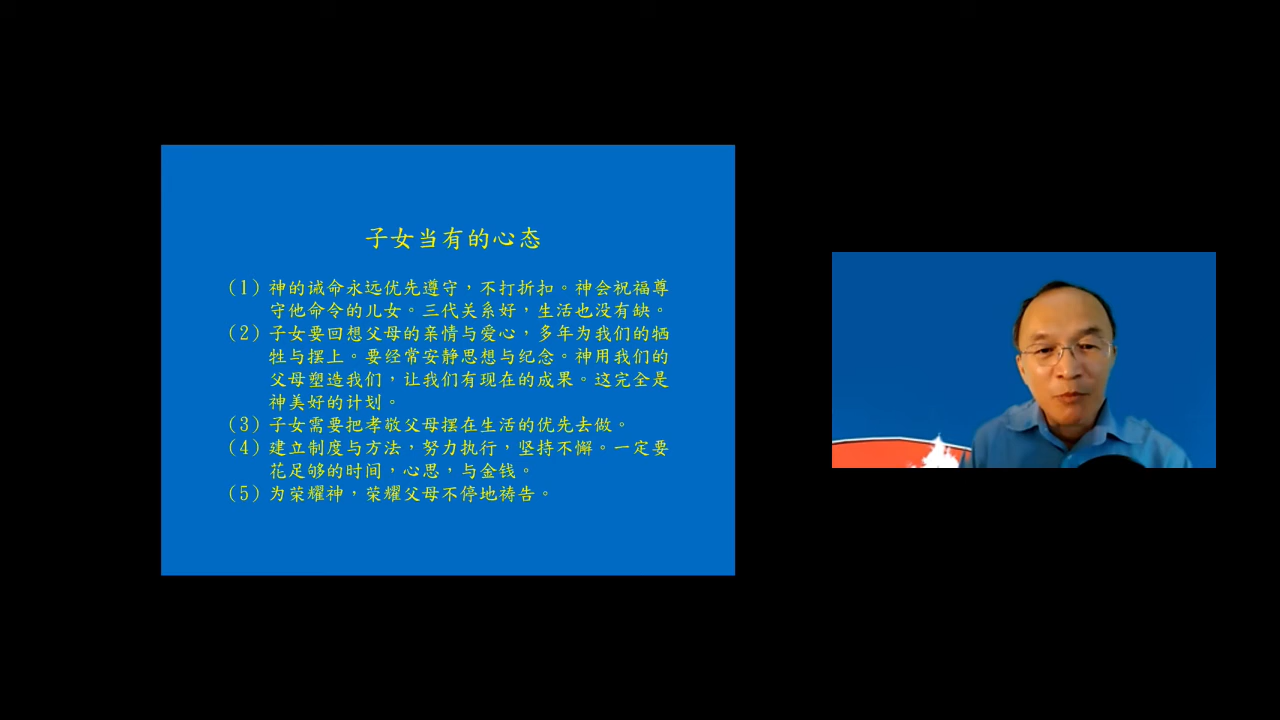 子女当有的心态
（1）神的诫命永远优先遵守，不打折扣。神会祝福尊
守他命令的儿女。三代关系好，生活也没有缺。
（2）子女要回想父母的亲情与爱心，多年为我们的牺
牲与摆上。要经常安静思想与纪念。神用我们的
父母塑造我们，让我们有现在的成果。这完全是
神美好的计划。
（3）子女需要把孝敬父母摆在生活的优先去做。
（4）建立制度与方法，努力执行，坚持不懈。一定要
花足够的时间，心思，与金钱。
（5）为荣耀神，荣耀父母不停地祷告。